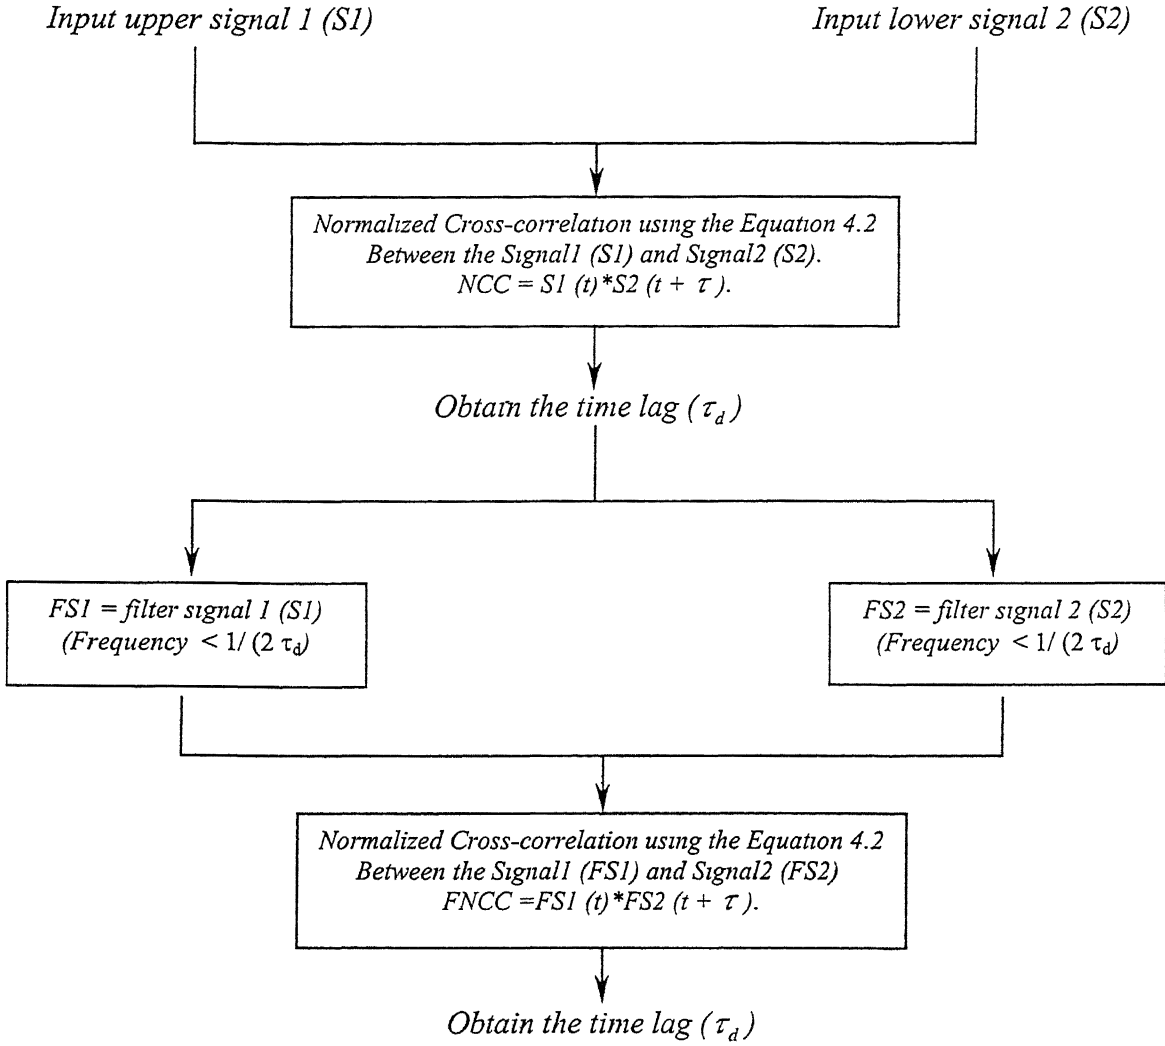 Input upper signal 1 (S1)
Input lower signal 2 (S2)
Normalized Cross-correlation using the Equation 4.2
Between the Signal1 (S1) and Signal2 (S2).
NCC = S1 (t)*S2 (t + τ ).
Obtain the time lag ( τd )
FS1 = filter signal 1 (S1)
(Frequency < 1/ (2 τd)
FS2 = filter signal 2 (S2)
(Frequency < 1/ (2 τd)
Normalized Cross-correlation using the Equation 4.2
Between the Signal1 (FS1) and Signal2 (FS2)
FNCC =FS1 (t)*FS2 (t + τ ).
Obtain the time lag ( τd )